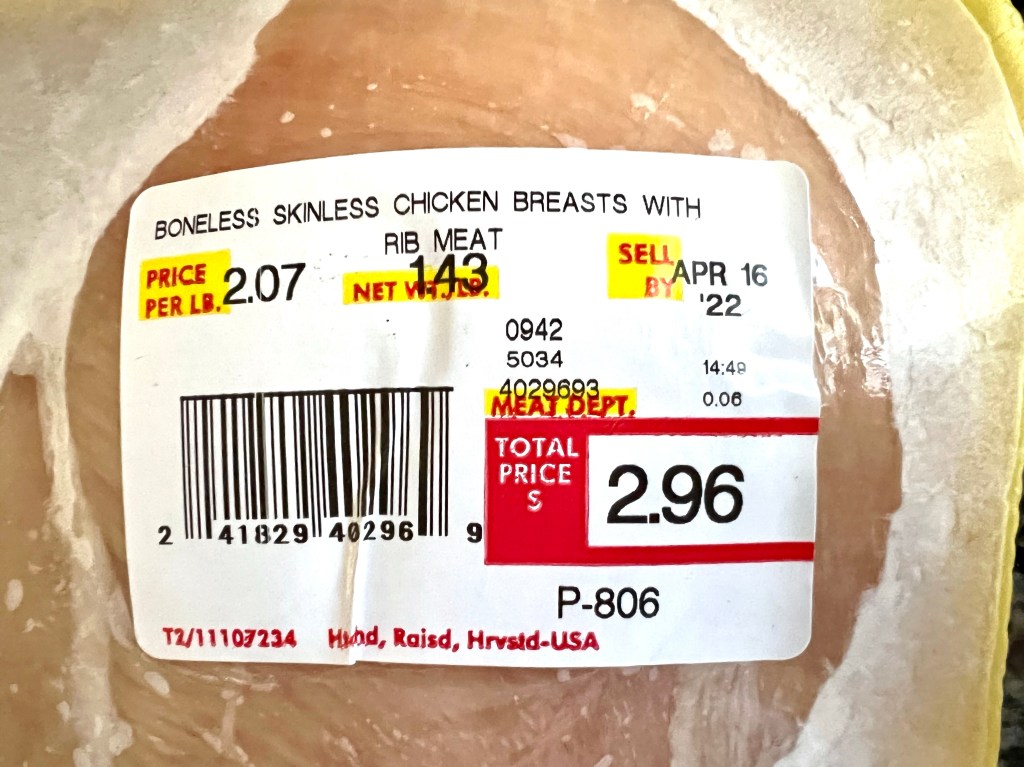 BONELESS SKINLESS CHICKEN BREASTS WITH
RIB MEAT
PRICE
PER LB. 2.07
1.43
NET WT. LB.
SELL
BY
APR 16
'22
0942
5034
14:49
4029693
0.06
MEAT DEPT.
TOTAL
PRICE
$
2.96
2 41829 40296 9
P-806
T2/11107234 Htchd, Raisd, Hrvstd-USA